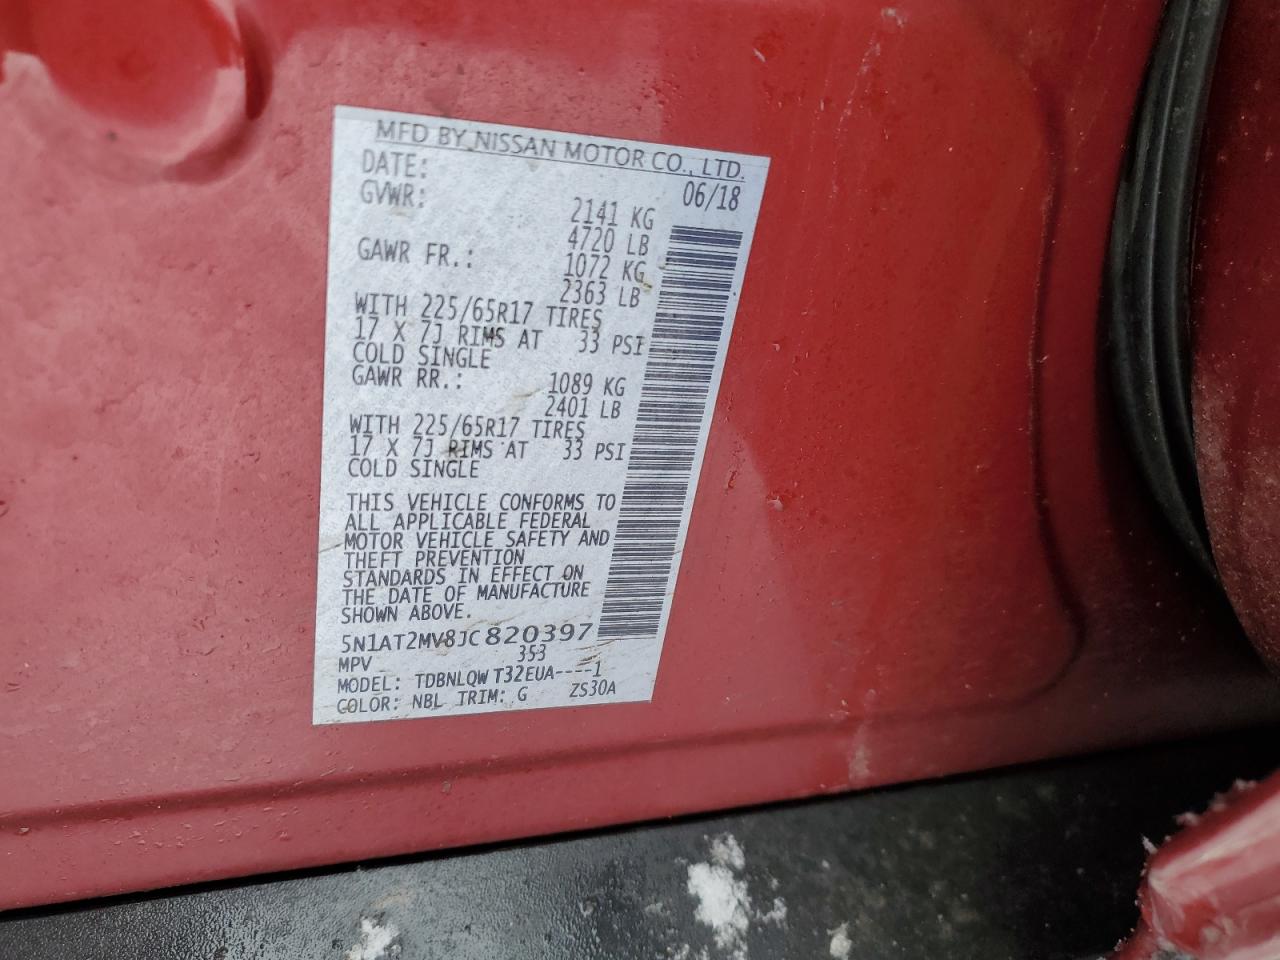 MFD BY NISSAN MOTOR CO., LTD.
DATE: 06/18
GVWR: 2141 KG
4720 LB
GAWR FR.: 1072 KG
2363 LB
WITH 225/65R17 TIRES
17 X 7J RIMS AT 33 PSI
COLD SINGLE
GAWR RR.: 1089 KG
2401 LB
WITH 225/65R17 TIRES
17 X 7J RIMS AT 33 PSI
COLD SINGLE
THIS VEHICLE CONFORMS TO
ALL APPLICABLE FEDERAL
MOTOR VEHICLE SAFETY AND
THEFT PREVENTION
STANDARDS IN EFFECT ON
THE DATE OF MANUFACTURE
SHOWN ABOVE.
5N1AT2MV8JC820397
MPV 353
MODEL: TDBNLQW T32EUA----1
COLOR: NBL TRIM: G ZS30A